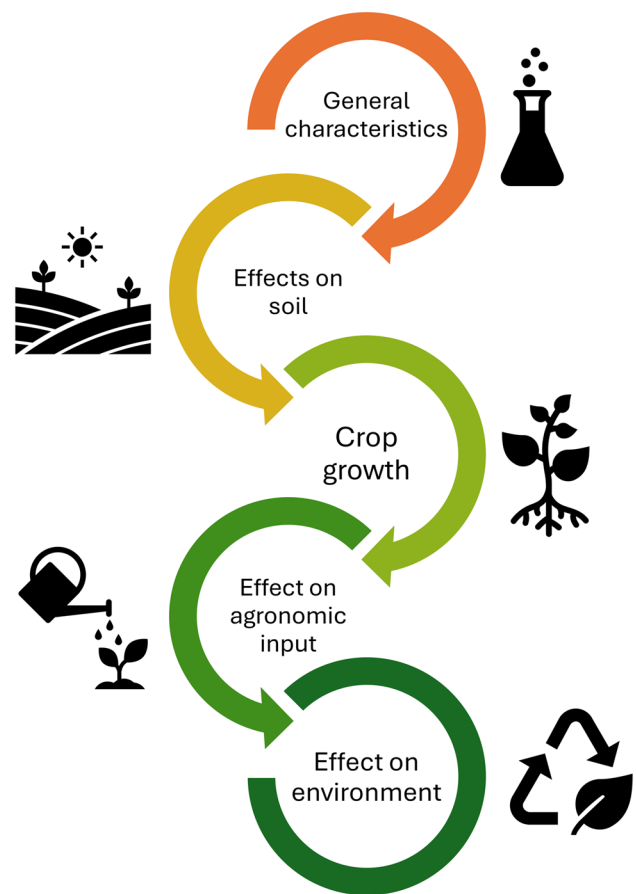 General
characteristics
Effects on
soil
Crop
growth
Effect on
agronomic
input
Effect on
environment